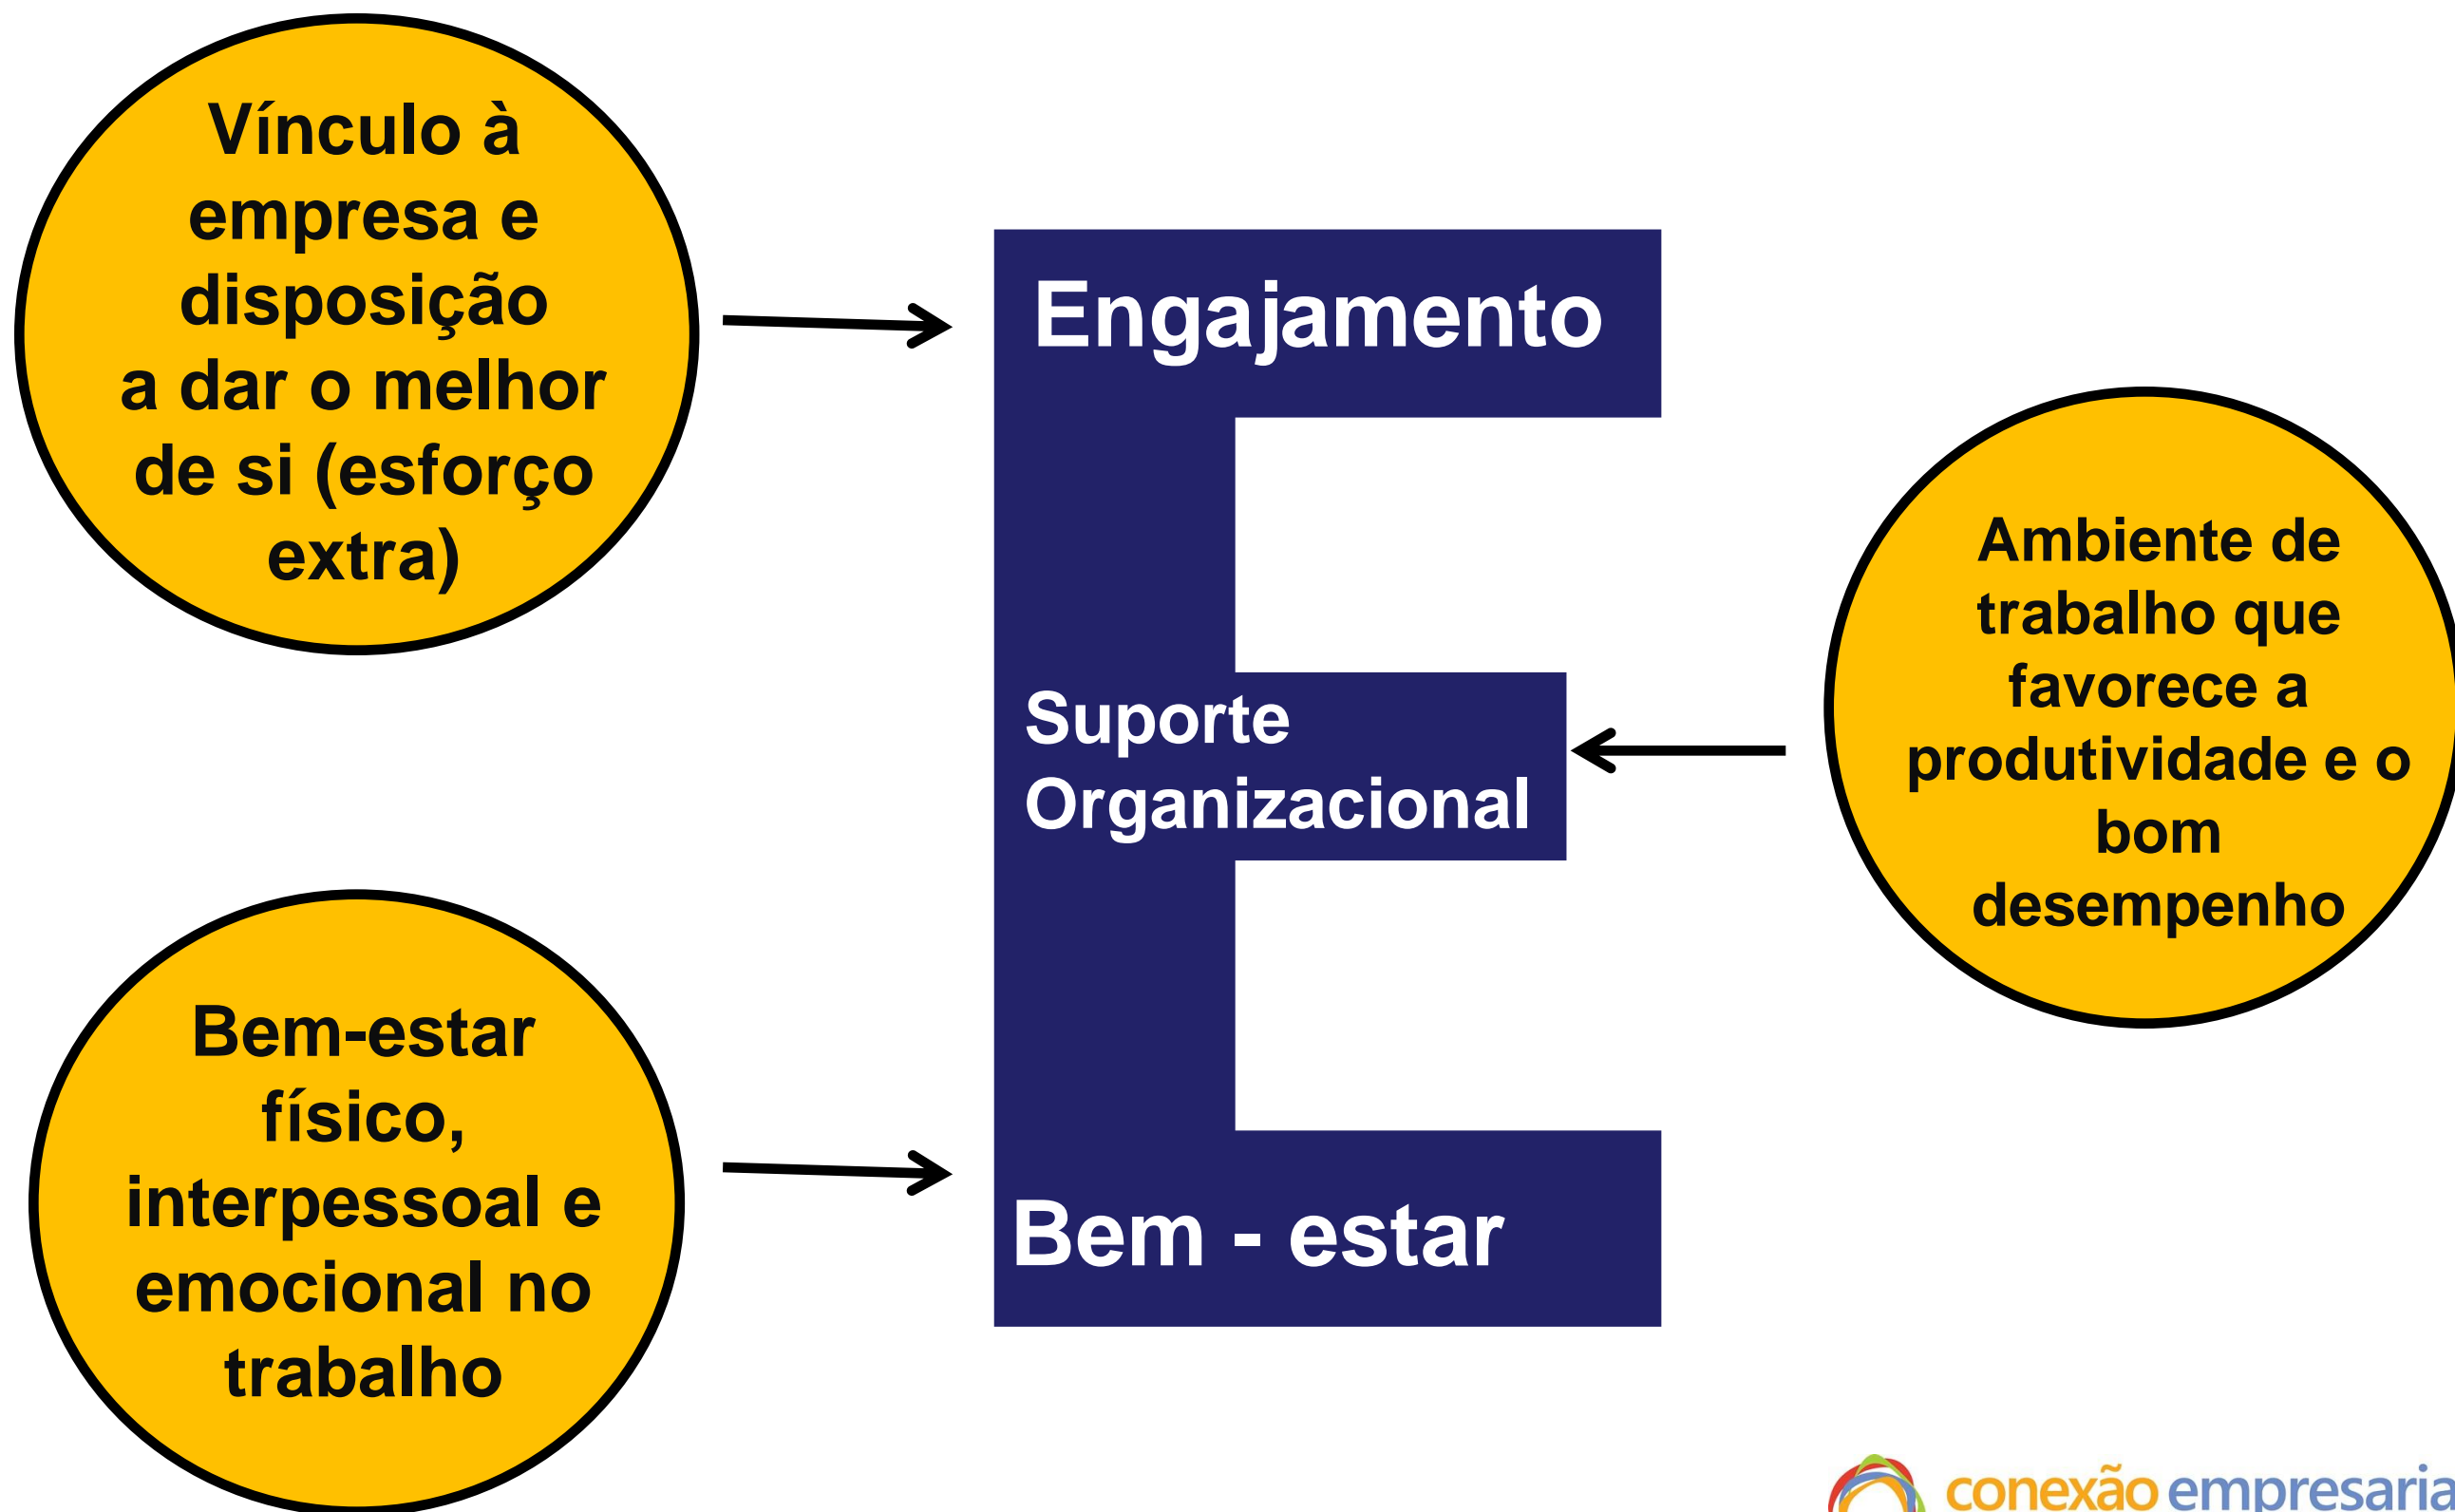 Vínculo à
empresa e
disposição
a dar o melhor
de si (esforço
extra)
Engajamento
Ambiente de
trabalho que
favorece a
produtividade e o
bom
desempenho
Suporte
Organizacional
Bem-estar
físico,
interpessoal e
emocional no
trabalho
Bem - estar
conexão empresaria